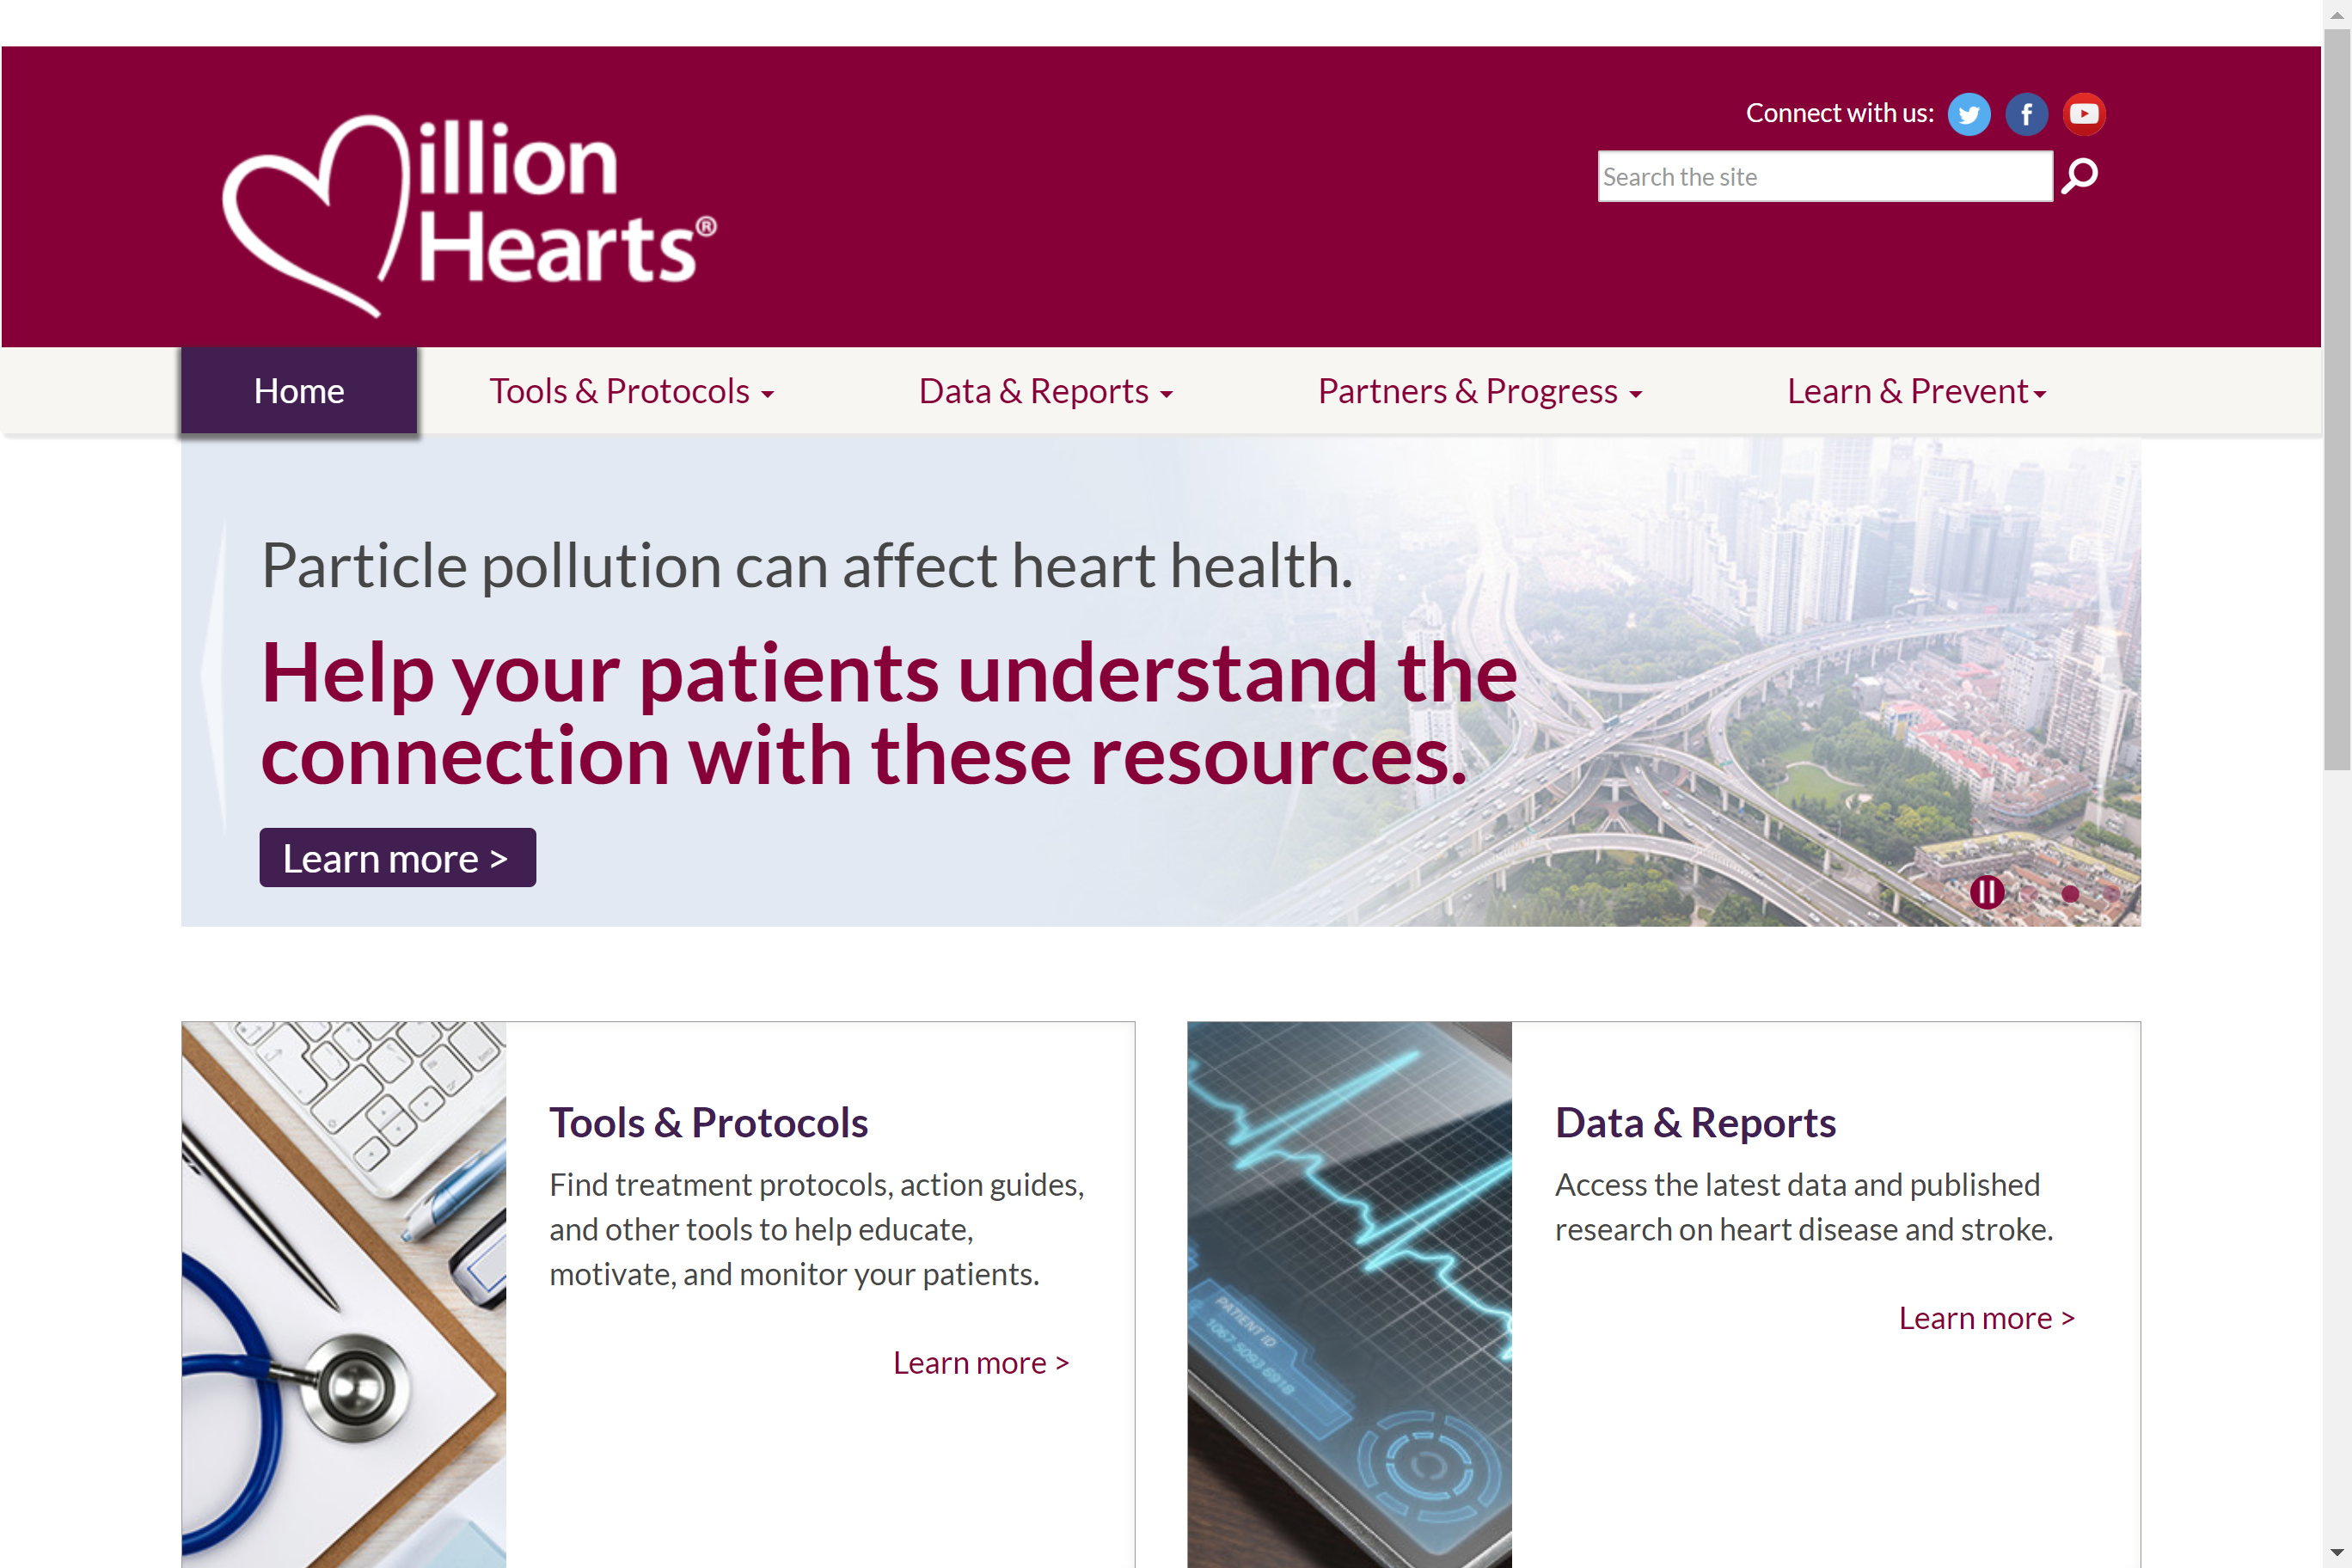 Connect with us:
Million
Hearts®
Search the site
Home
Tools & Protocols
Data & Reports
Partners & Progress
Learn & Prevent
Particle pollution can affect heart health.
Help your patients understand the
connection with these resources.
Learn more >
Tools & Protocols
Find treatment protocols, action guides,
and other tools to help educate,
motivate, and monitor your patients.
Learn more >
PATIENT ID
1067 5093 6918
Data & Reports
Access the latest data and published
research on heart disease and stroke.
Learn more >